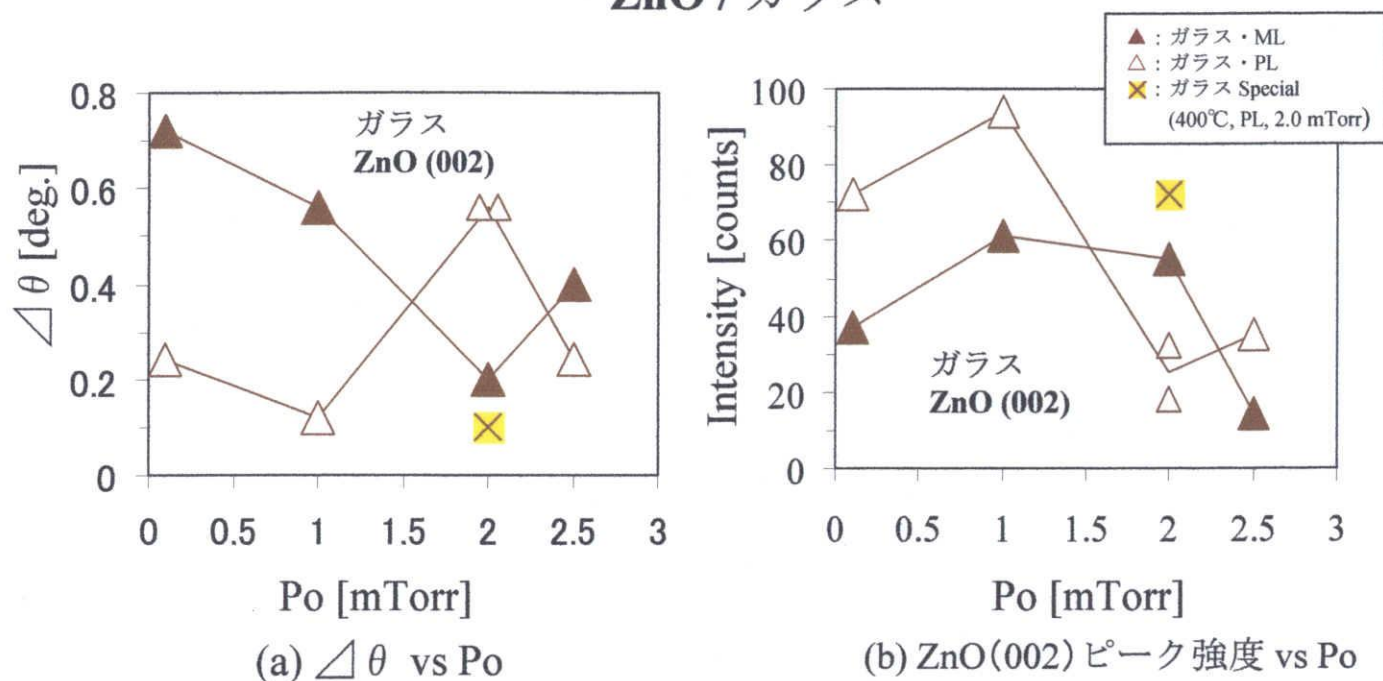 ZnO / ガラス
▲ : ガラス・ML
△ : ガラス・PL
: ガラス Special
(400℃, PL, 2.0 mTorr)
0.8
0.6
0.4
0.2
0
⊿θ [deg.]
ガラス
ZnO (002)
0 0.5 1 1.5 2 2.5 3
Po [mTorr]
(a) ⊿θ vs Po
100
80
60
40
20
0
Intensity [counts]
ガラス
ZnO (002)
0 0.5 1 1.5 2 2.5 3
Po [mTorr]
(b) ZnO(002)ピーク強度 vs Po